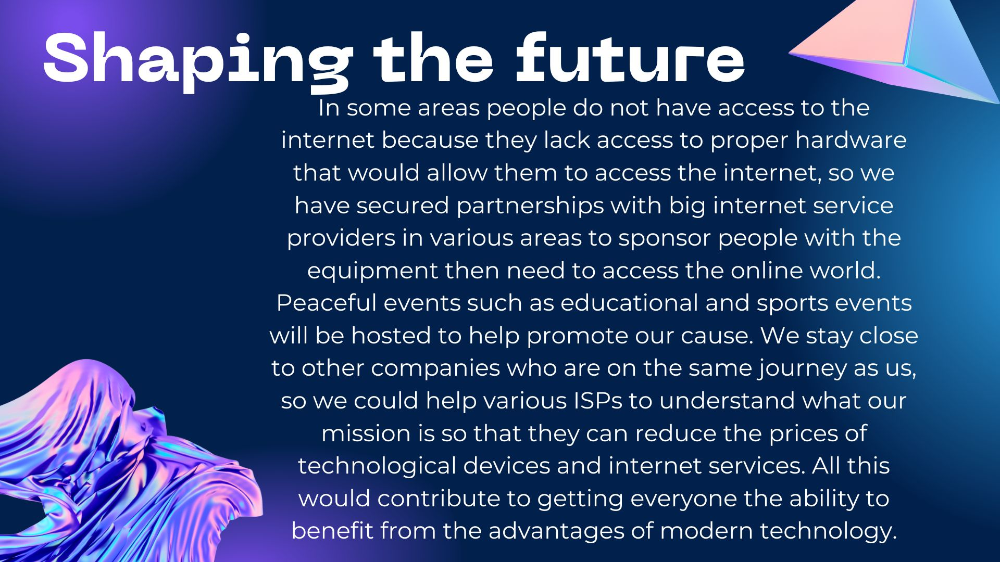 Shaping the future
In some areas people do not have access to the
internet because they lack access to proper hardware
that would allow them to access the internet, so we
have secured partnerships with big internet service
providers in various areas to sponsor people with the
equipment then need to access the online world.
Peaceful events such as educational and sports events
will be hosted to help promote our cause. We stay close
to other companies who are on the same journey as us,
so we could help various ISPs to understand what our
mission is so that they can reduce the prices of
technological devices and internet services. All this
would contribute to getting everyone the ability to
benefit from the advantages of modern technology.